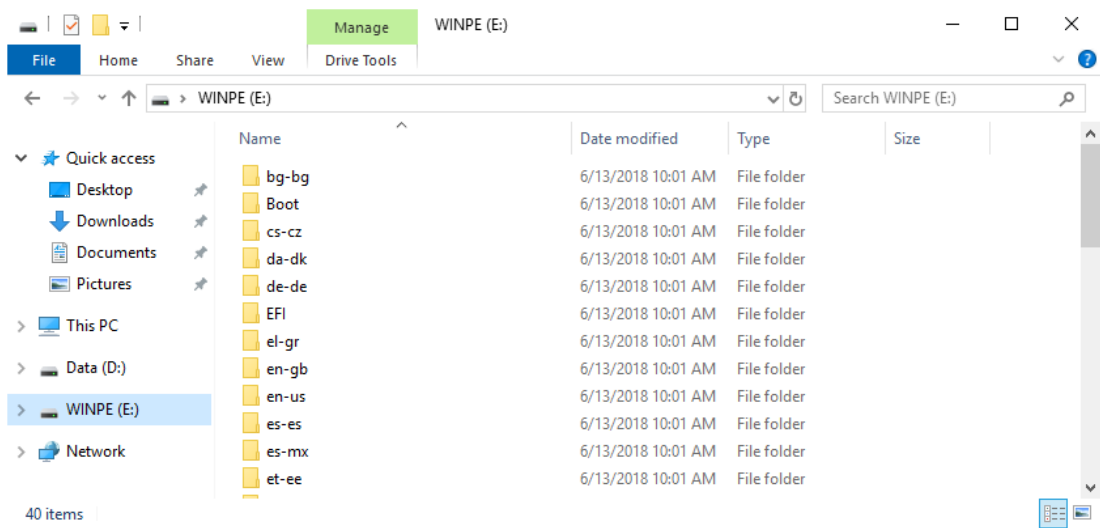 Manage WINPE (E:)
File Home Share View Drive Tools
WINPE (E:) Search WINPE (E:)
Name Date modified Type Size
Quick access
Desktop
Downloads
Documents
Pictures
This PC
Data (D:)
WINPE (E:)
Network
bg-bg 6/13/2018 10:01 AM File folder
Boot 6/13/2018 10:01 AM File folder
cs-cz 6/13/2018 10:01 AM File folder
da-dk 6/13/2018 10:01 AM File folder
de-de 6/13/2018 10:01 AM File folder
EFI 6/13/2018 10:01 AM File folder
el-gr 6/13/2018 10:01 AM File folder
en-gb 6/13/2018 10:01 AM File folder
en-us 6/13/2018 10:01 AM File folder
es-es 6/13/2018 10:01 AM File folder
es-mx 6/13/2018 10:01 AM File folder
et-ee 6/13/2018 10:01 AM File folder
40 items